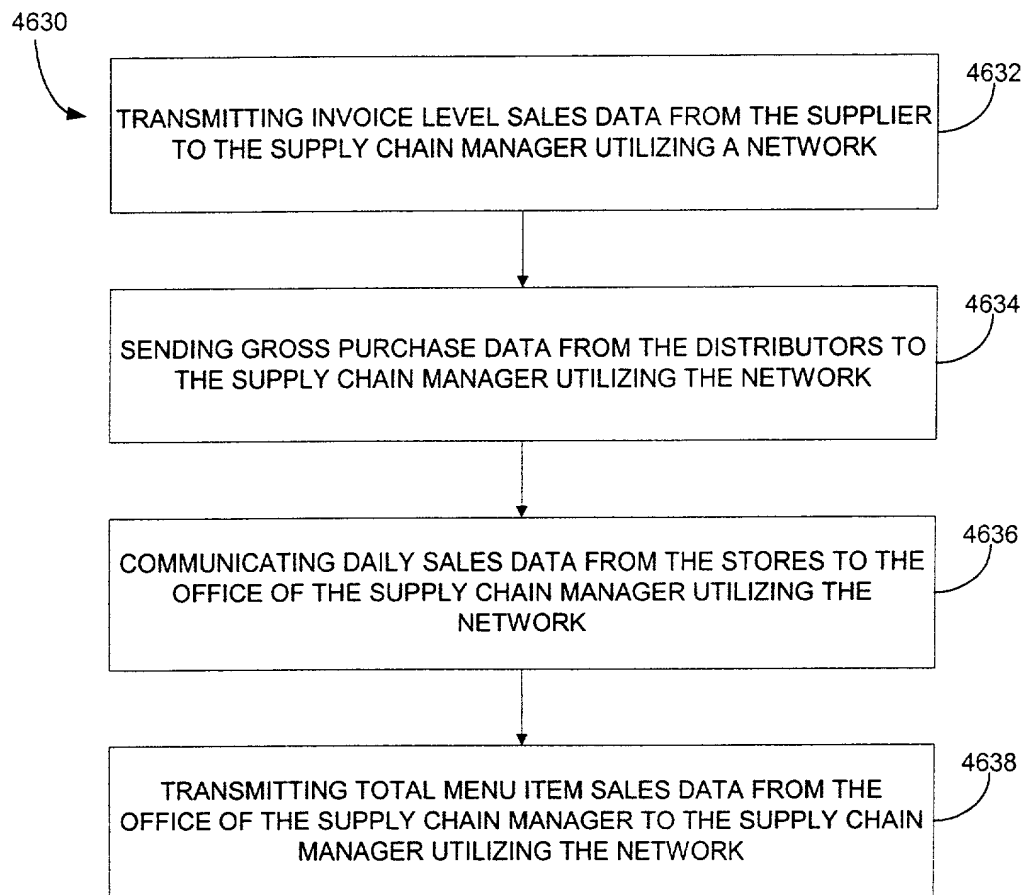 4630
4632
TRANSMITTING INVOICE LEVEL SALES DATA FROM THE SUPPLIER
TO THE SUPPLY CHAIN MANAGER UTILIZING A NETWORK
4634
SENDING GROSS PURCHASE DATA FROM THE DISTRIBUTORS TO
THE SUPPLY CHAIN MANAGER UTILIZING THE NETWORK
4636
COMMUNICATING DAILY SALES DATA FROM THE STORES TO THE
OFFICE OF THE SUPPLY CHAIN MANAGER UTILIZING THE
NETWORK
4638
TRANSMITTING TOTAL MENU ITEM SALES DATA FROM THE
OFFICE OF THE SUPPLY CHAIN MANAGER TO THE SUPPLY CHAIN
MANAGER UTILIZING THE NETWORK